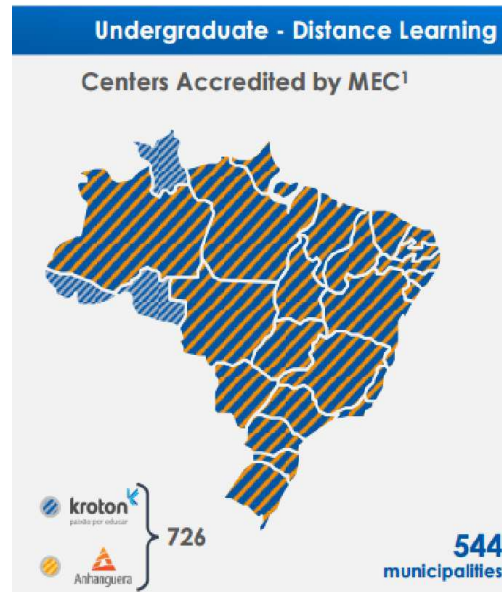 Undergraduate - Distance Learning
Centers Accredited by MEC¹
kroton
paixão por educar
726
Anhanguera
544
municipalities